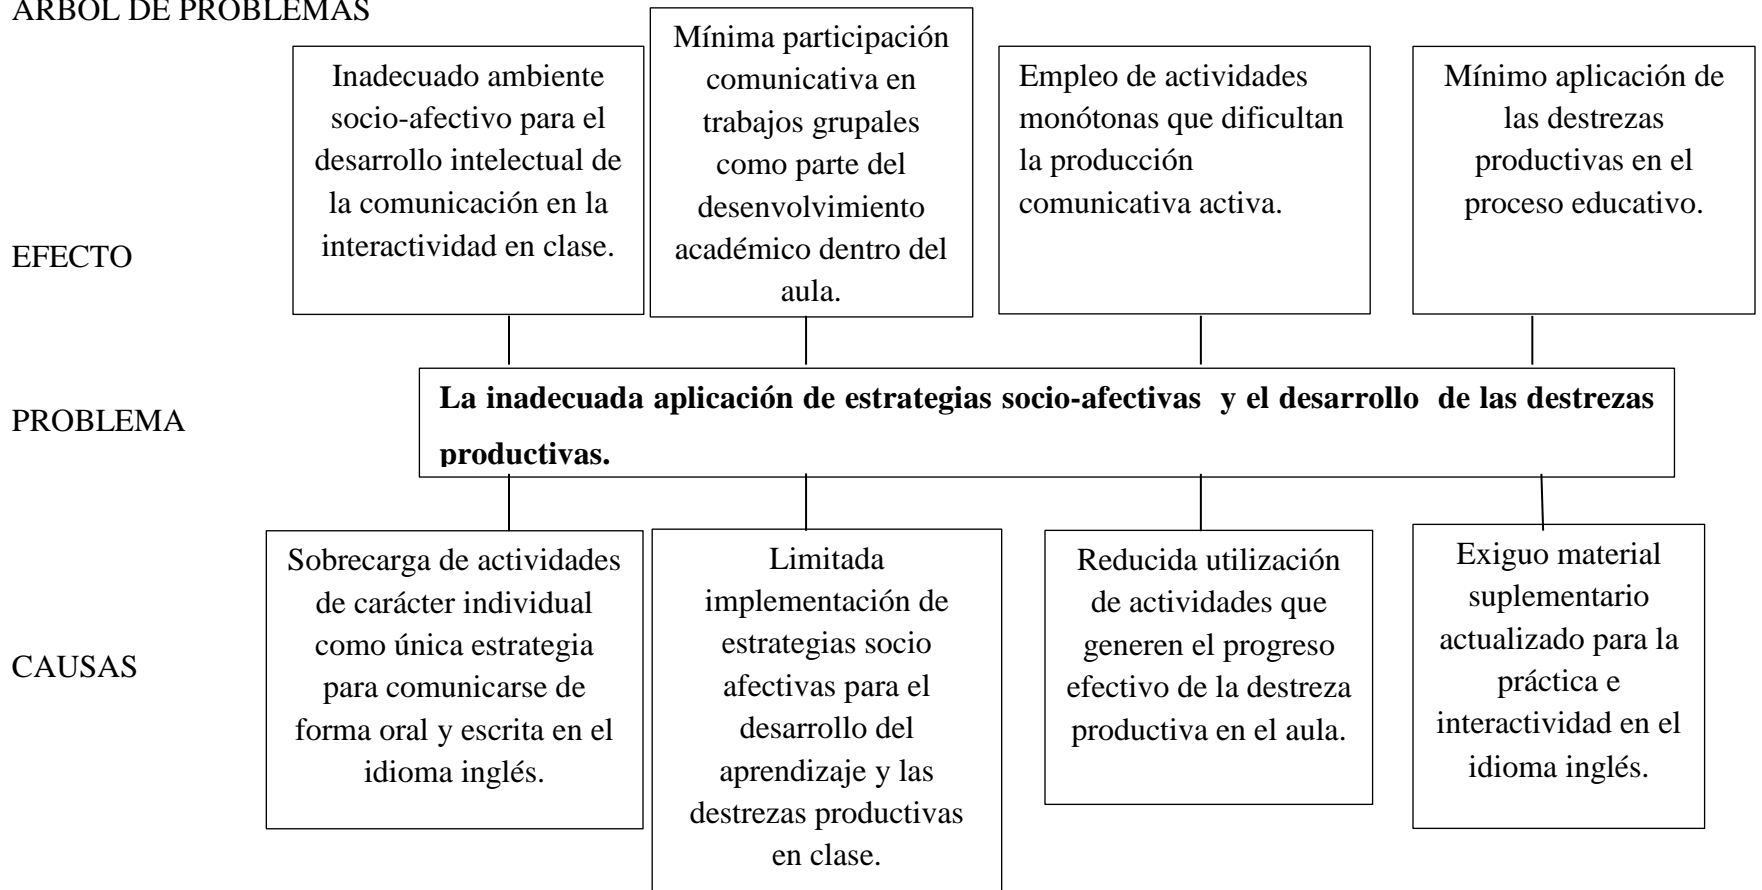 ÁRBOL DE PROBLEMAS
Inadecuado ambiente
socio-afectivo para el
desarrollo intelectual de
la comunicación en la
interactividad en clase.
Mínima participación
comunicativa en
trabajos grupales
como parte del
desenvolvimiento
académico dentro del
aula.
Empleo de actividades
monótonas que dificultan
la producción
comunicativa activa.
Mínimo aplicación de
las destrezas
productivas en el
proceso educativo.
EFECTO
PROBLEMA
La inadecuada aplicación de estrategias socio-afectivas y el desarrollo de las destrezas
productivas.
CAUSAS
Sobrecarga de actividades
de carácter individual
como única estrategia
para comunicarse de
forma oral y escrita en el
idioma inglés.
Limitada
implementación de
estrategias socio
afectivas para el
desarrollo del
aprendizaje y las
destrezas productivas
en clase.
Reducida utilización
de actividades que
generen el progreso
efectivo de la destreza
productiva en el aula.
Exiguo material
suplementario
actualizado para la
práctica e
interactividad en el
idioma inglés.